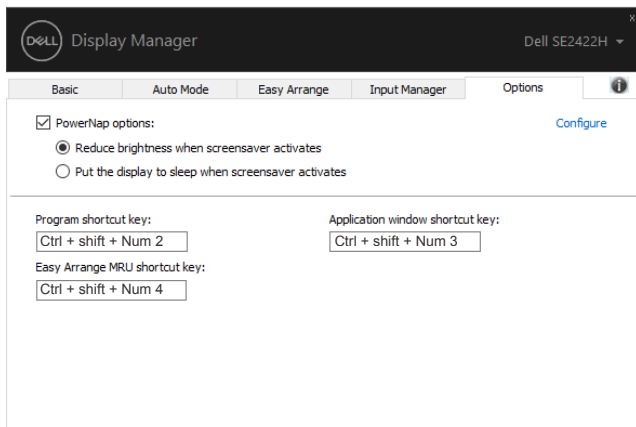 DELL Display Manager
Dell SE2422H
Basic Auto Mode Easy Arrange Input Manager Options
PowerNap options:
Configure
Reduce brightness when screensaver activates
Put the display to sleep when screensaver activates
Program shortcut key:
Application window shortcut key:
Ctrl + shift + Num 2
Ctrl + shift + Num 3
Easy Arrange MRU shortcut key:
Ctrl + shift + Num 4